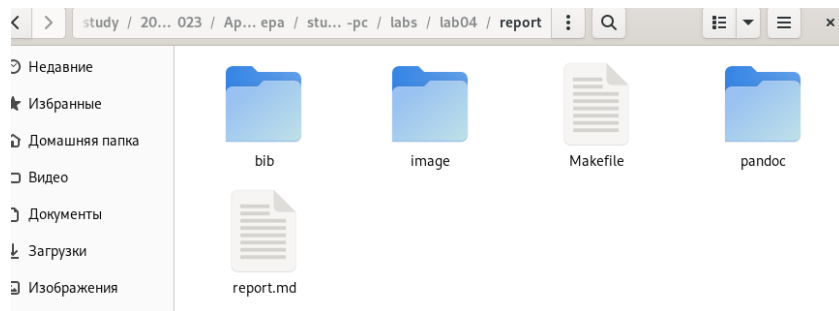 study / 20... 023 / Ap... ера / stu... -pc / labs / lab04 / report
Недавние
Избранные
Домашняя папка
Видео
Документы
Загрузки
Изображения
bib
image
Makefile
pandoc
report.md